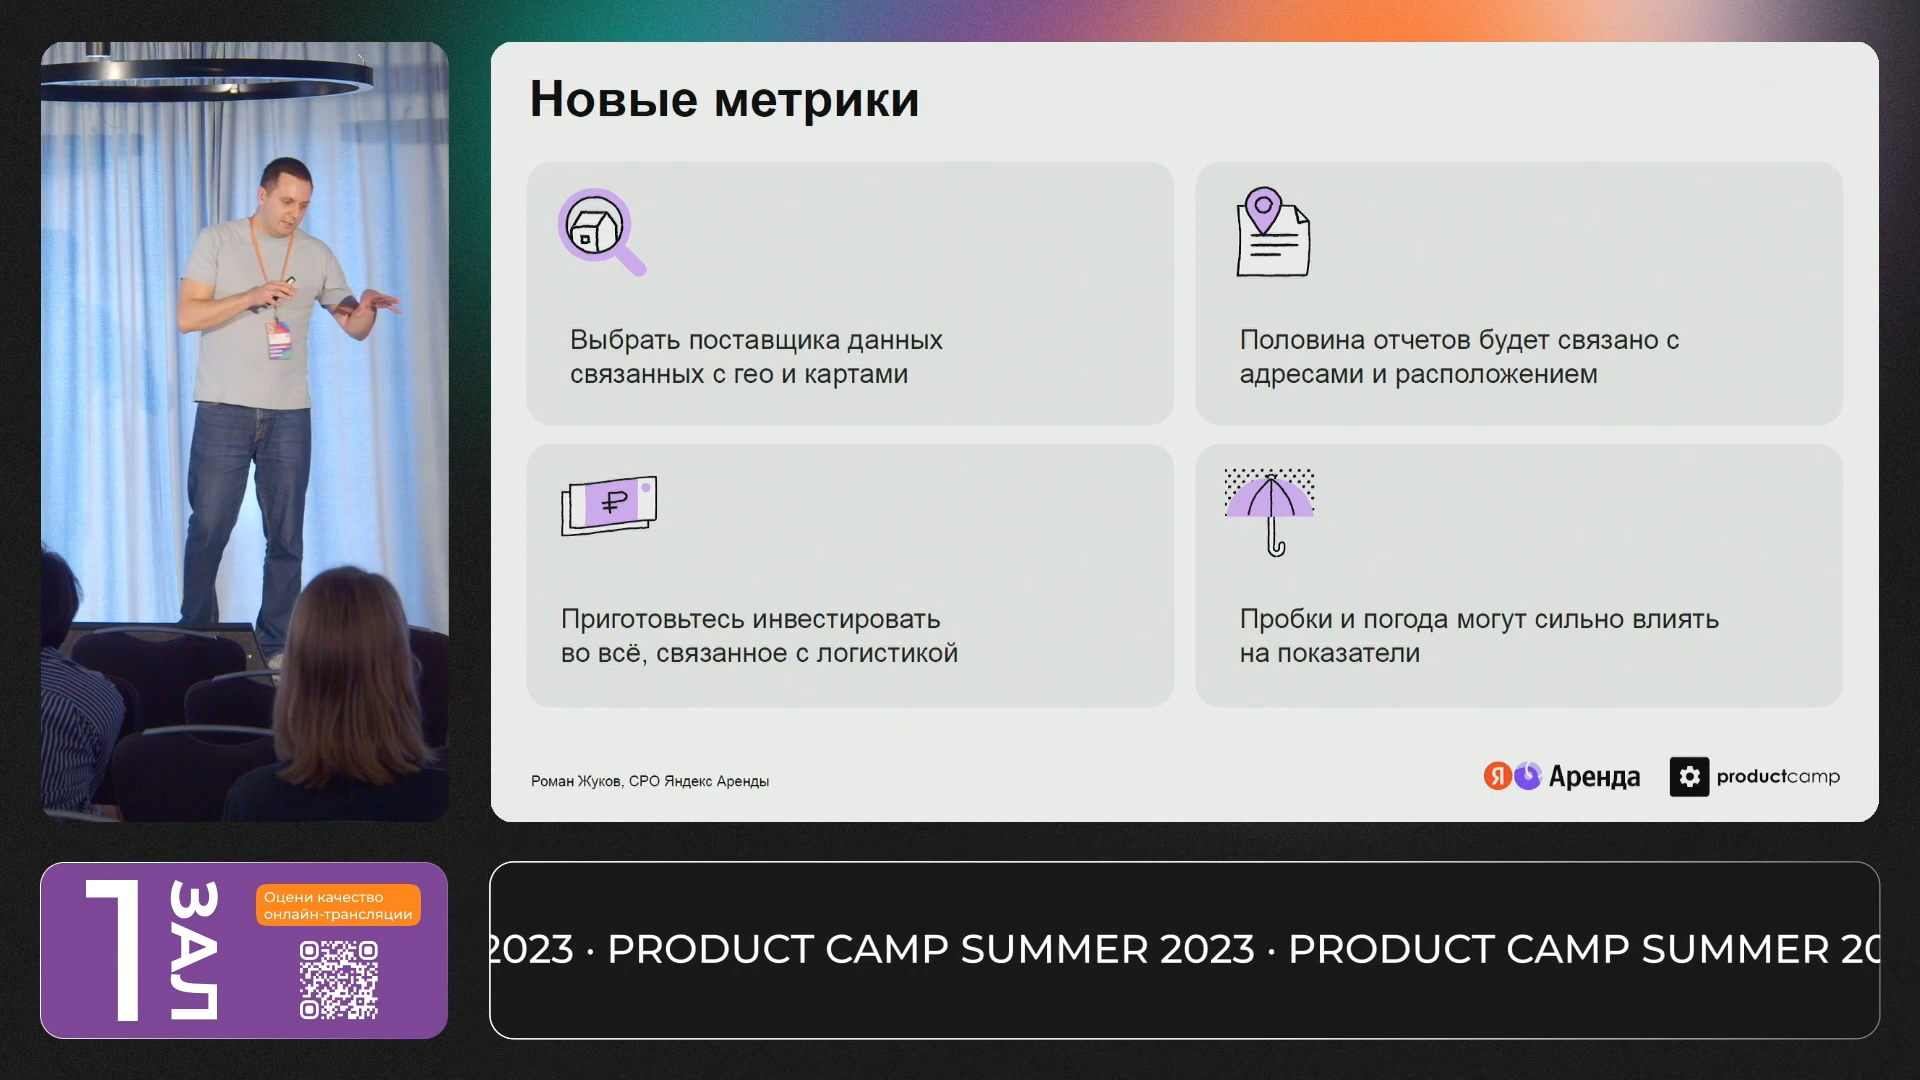 Новые метрики
Выбрать поставщика данных
связанных с гео и картами
Половина отчетов будет связано с
адресами и расположением
₽
Приготовьтесь инвестировать
во всё, связанное с логистикой
Пробки и погода могут сильно влиять
на показатели
Роман Жуков, CPO Яндекс Аренды
Я Аренда
productcamp
1 ЗАЛ
Оцени качество
онлайн-трансляции
2023 · PRODUCT CAMP SUMMER 2023 · PRODUCT CAMP SUMMER 20